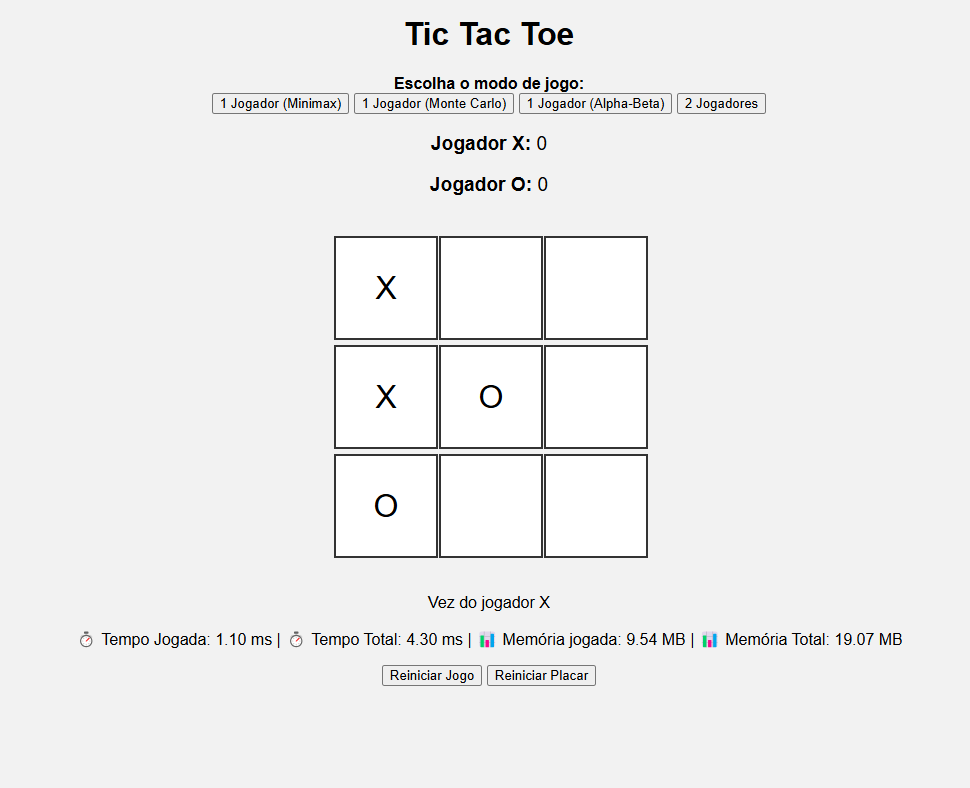 Tic Tac Toe
Escolha o modo de jogo:
1 Jogador (Minimax) 1 Jogador (Monte Carlo) 1 Jogador (Alpha-Beta) 2 Jogadores
Jogador X: 0
Jogador O: 0
X
X O
O
Vez do jogador X
⏱ Tempo Jogada: 1.10 ms | ⏱ Tempo Total: 4.30 ms | 📊 Memória jogada: 9.54 MB | 📊 Memória Total: 19.07 MB
Reiniciar Jogo Reiniciar Placar